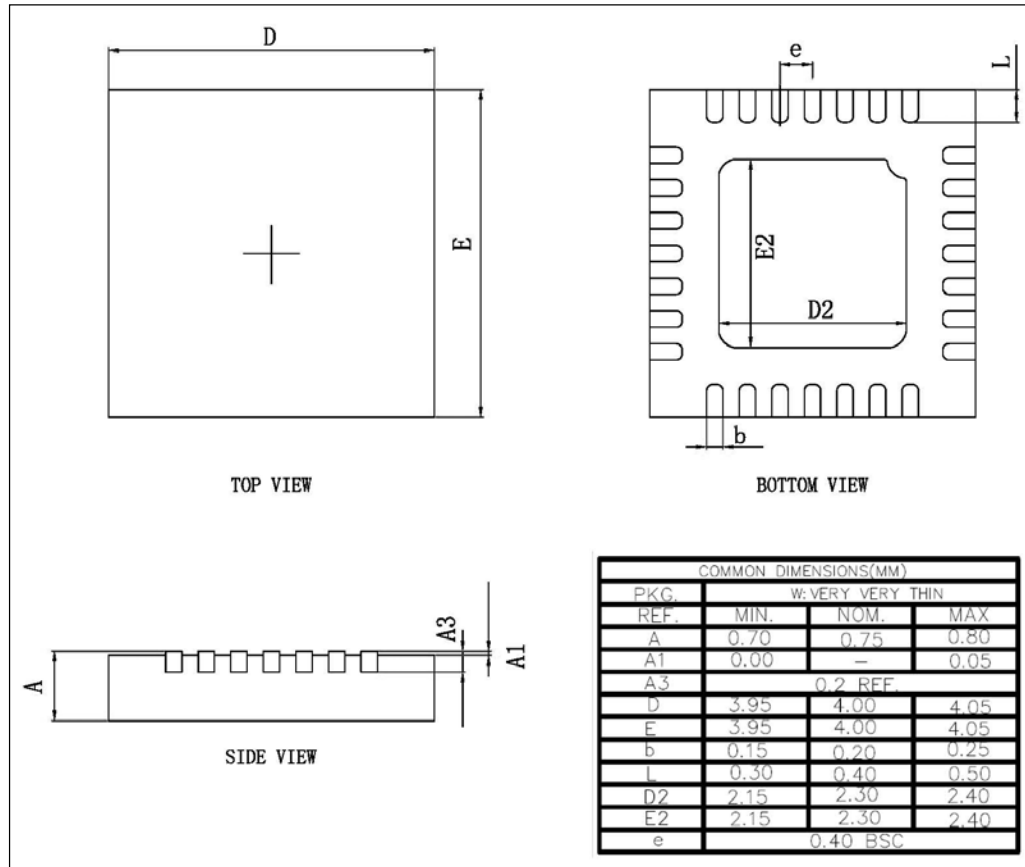 D
E
TOP VIEW
e
L
E2
D2
b
BOTTOM VIEW
A
A3
A1
SIDE VIEW
COMMON DIMENSIONS(MM)
PKG. W: VERY VERY THIN
REF. MIN. NOM. MAX
A 0.70 0.75 0.80
A1 0.00 — 0.05
A3 0.2 REF.
D 3.95 4.00 4.05
E 3.95 4.00 4.05
b 0.15 0.20 0.25
L 0.30 0.40 0.50
D2 2.15 2.30 2.40
E2 2.15 2.30 2.40
e 0.40 BSC